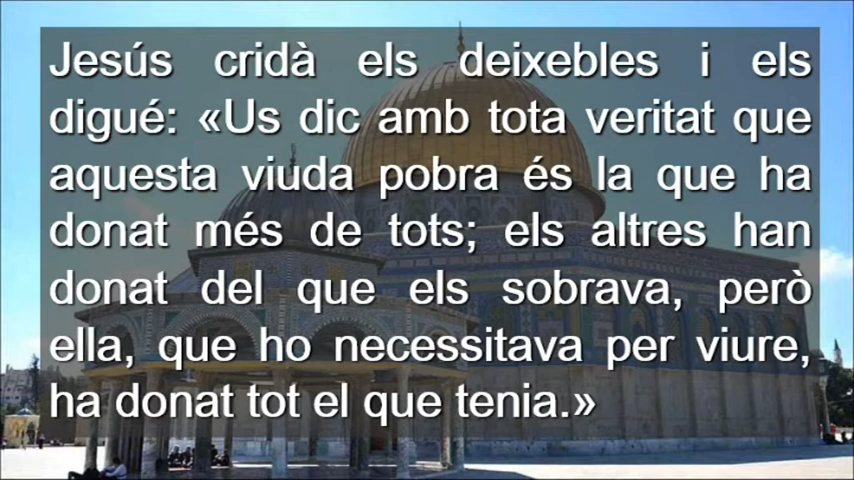 Jesús cridà els deixebles i els
digué: «Us dic amb tota veritat que
aquesta viuda pobra és la que ha
donat més de tots; els altres han
donat del que els sobrava, però
ella, que ho necessitava per viure,
ha donat tot el que tenia.»